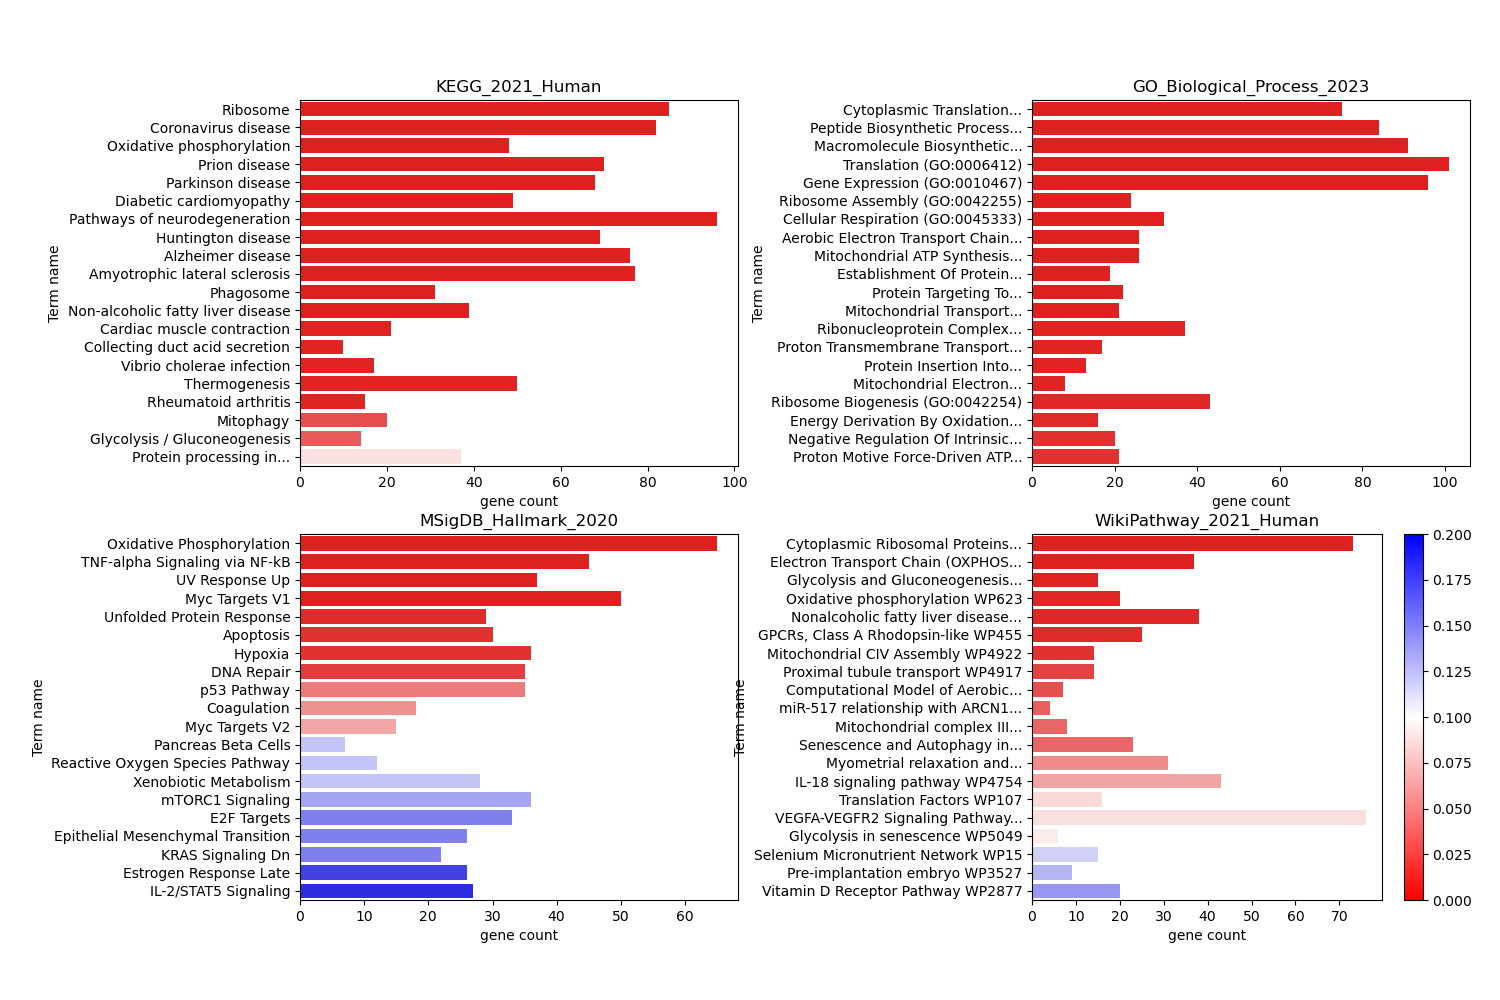 KEGG_2021_Human
Term name
Ribosome
Coronavirus disease
Oxidative phosphorylation
Prion disease
Parkinson disease
Diabetic cardiomyopathy
Pathways of neurodegeneration
Huntington disease
Alzheimer disease
Amyotrophic lateral sclerosis
Phagosome
Non-alcoholic fatty liver disease
Cardiac muscle contraction
Collecting duct acid secretion
Vibrio cholerae infection
Thermogenesis
Rheumatoid arthritis
Mitophagy
Glycolysis / Gluconeogenesis
Protein processing in...
0 20 40 60 80 100
gene count
GO_Biological_Process_2023
Term name
Cytoplasmic Translation...
Peptide Biosynthetic Process...
Macromolecule Biosynthetic...
Translation (GO:0006412)
Gene Expression (GO:0010467)
Ribosome Assembly (GO:0042255)
Cellular Respiration (GO:0045333)
Aerobic Electron Transport Chain...
Mitochondrial ATP Synthesis...
Establishment Of Protein...
Protein Targeting To...
Mitochondrial Transport...
Ribonucleoprotein Complex...
Proton Transmembrane Transport...
Protein Insertion Into...
Mitochondrial Electron...
Ribosome Biogenesis (GO:0042254)
Energy Derivation By Oxidation...
Negative Regulation Of Intrinsic...
Proton Motive Force-Driven ATP...
0 20 40 60 80 100
gene count
MSigDB_Hallmark_2020
Term name
Oxidative Phosphorylation
TNF-alpha Signaling via NF-kB
UV Response Up
Myc Targets V1
Unfolded Protein Response
Apoptosis
Hypoxia
DNA Repair
p53 Pathway
Coagulation
Myc Targets V2
Pancreas Beta Cells
Reactive Oxygen Species Pathway
Xenobiotic Metabolism
mTORC1 Signaling
E2F Targets
Epithelial Mesenchymal Transition
KRAS Signaling Dn
Estrogen Response Late
IL-2/STAT5 Signaling
0 10 20 30 40 50 60
gene count
WikiPathway_2021_Human
Term name
Cytoplasmic Ribosomal Proteins...
Electron Transport Chain (OXPHOS...
Glycolysis and Gluconeogenesis...
Oxidative phosphorylation WP623
Nonalcoholic fatty liver disease...
GPCRs, Class A Rhodopsin-like WP455
Mitochondrial CIV Assembly WP4922
Proximal tubule transport WP4917
Computational Model of Aerobic...
miR-517 relationship with ARCN1...
Mitochondrial complex III...
Senescence and Autophagy in...
Myometrial relaxation and...
IL-18 signaling pathway WP4754
Translation Factors WP107
VEGFA-VEGFR2 Signaling Pathway...
Glycolysis in senescence WP5049
Selenium Micronutrient Network WP15
Pre-implantation embryo WP3527
Vitamin D Receptor Pathway WP2877
0 10 20 30 40 50 60 70
gene count
0.200
0.175
0.150
0.125
0.100
0.075
0.050
0.025
0.000